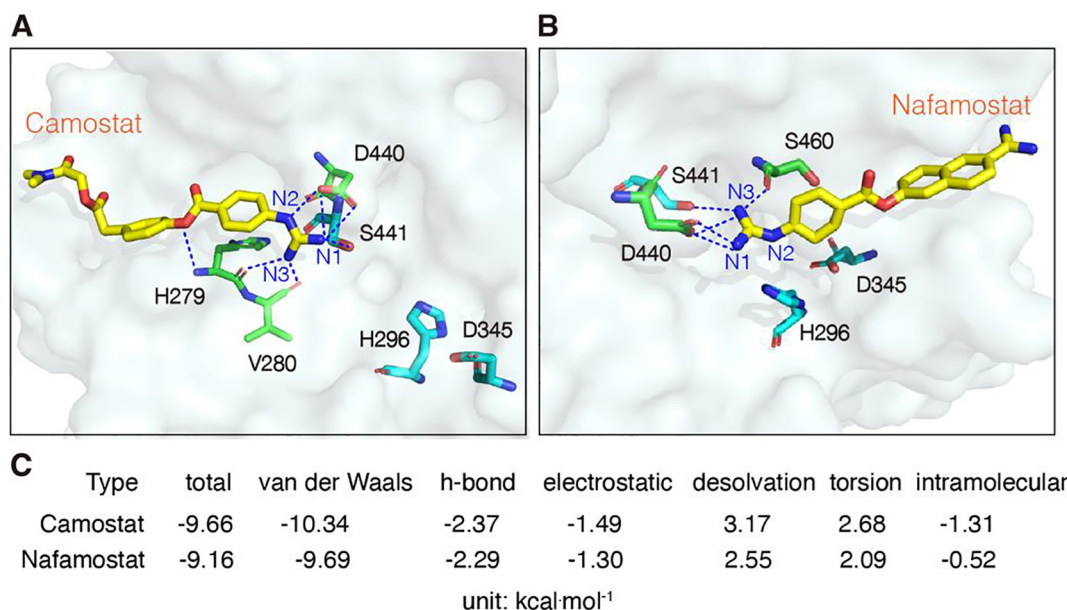 A
Camostat
D440
N2
S441
N1
N3
H279
V280
H296
D345
B
Nafamostat
S460
S441
N3
D440
N1
N2
D345
H296
C
Type total van der Waals h-bond electrostatic desolvation torsion intramolecular
Camostat -9.66 -10.34 -2.37 -1.49 3.17 2.68 -1.31
Nafamostat -9.16 -9.69 -2.29 -1.30 2.55 2.09 -0.52
unit: kcal·mol⁻¹